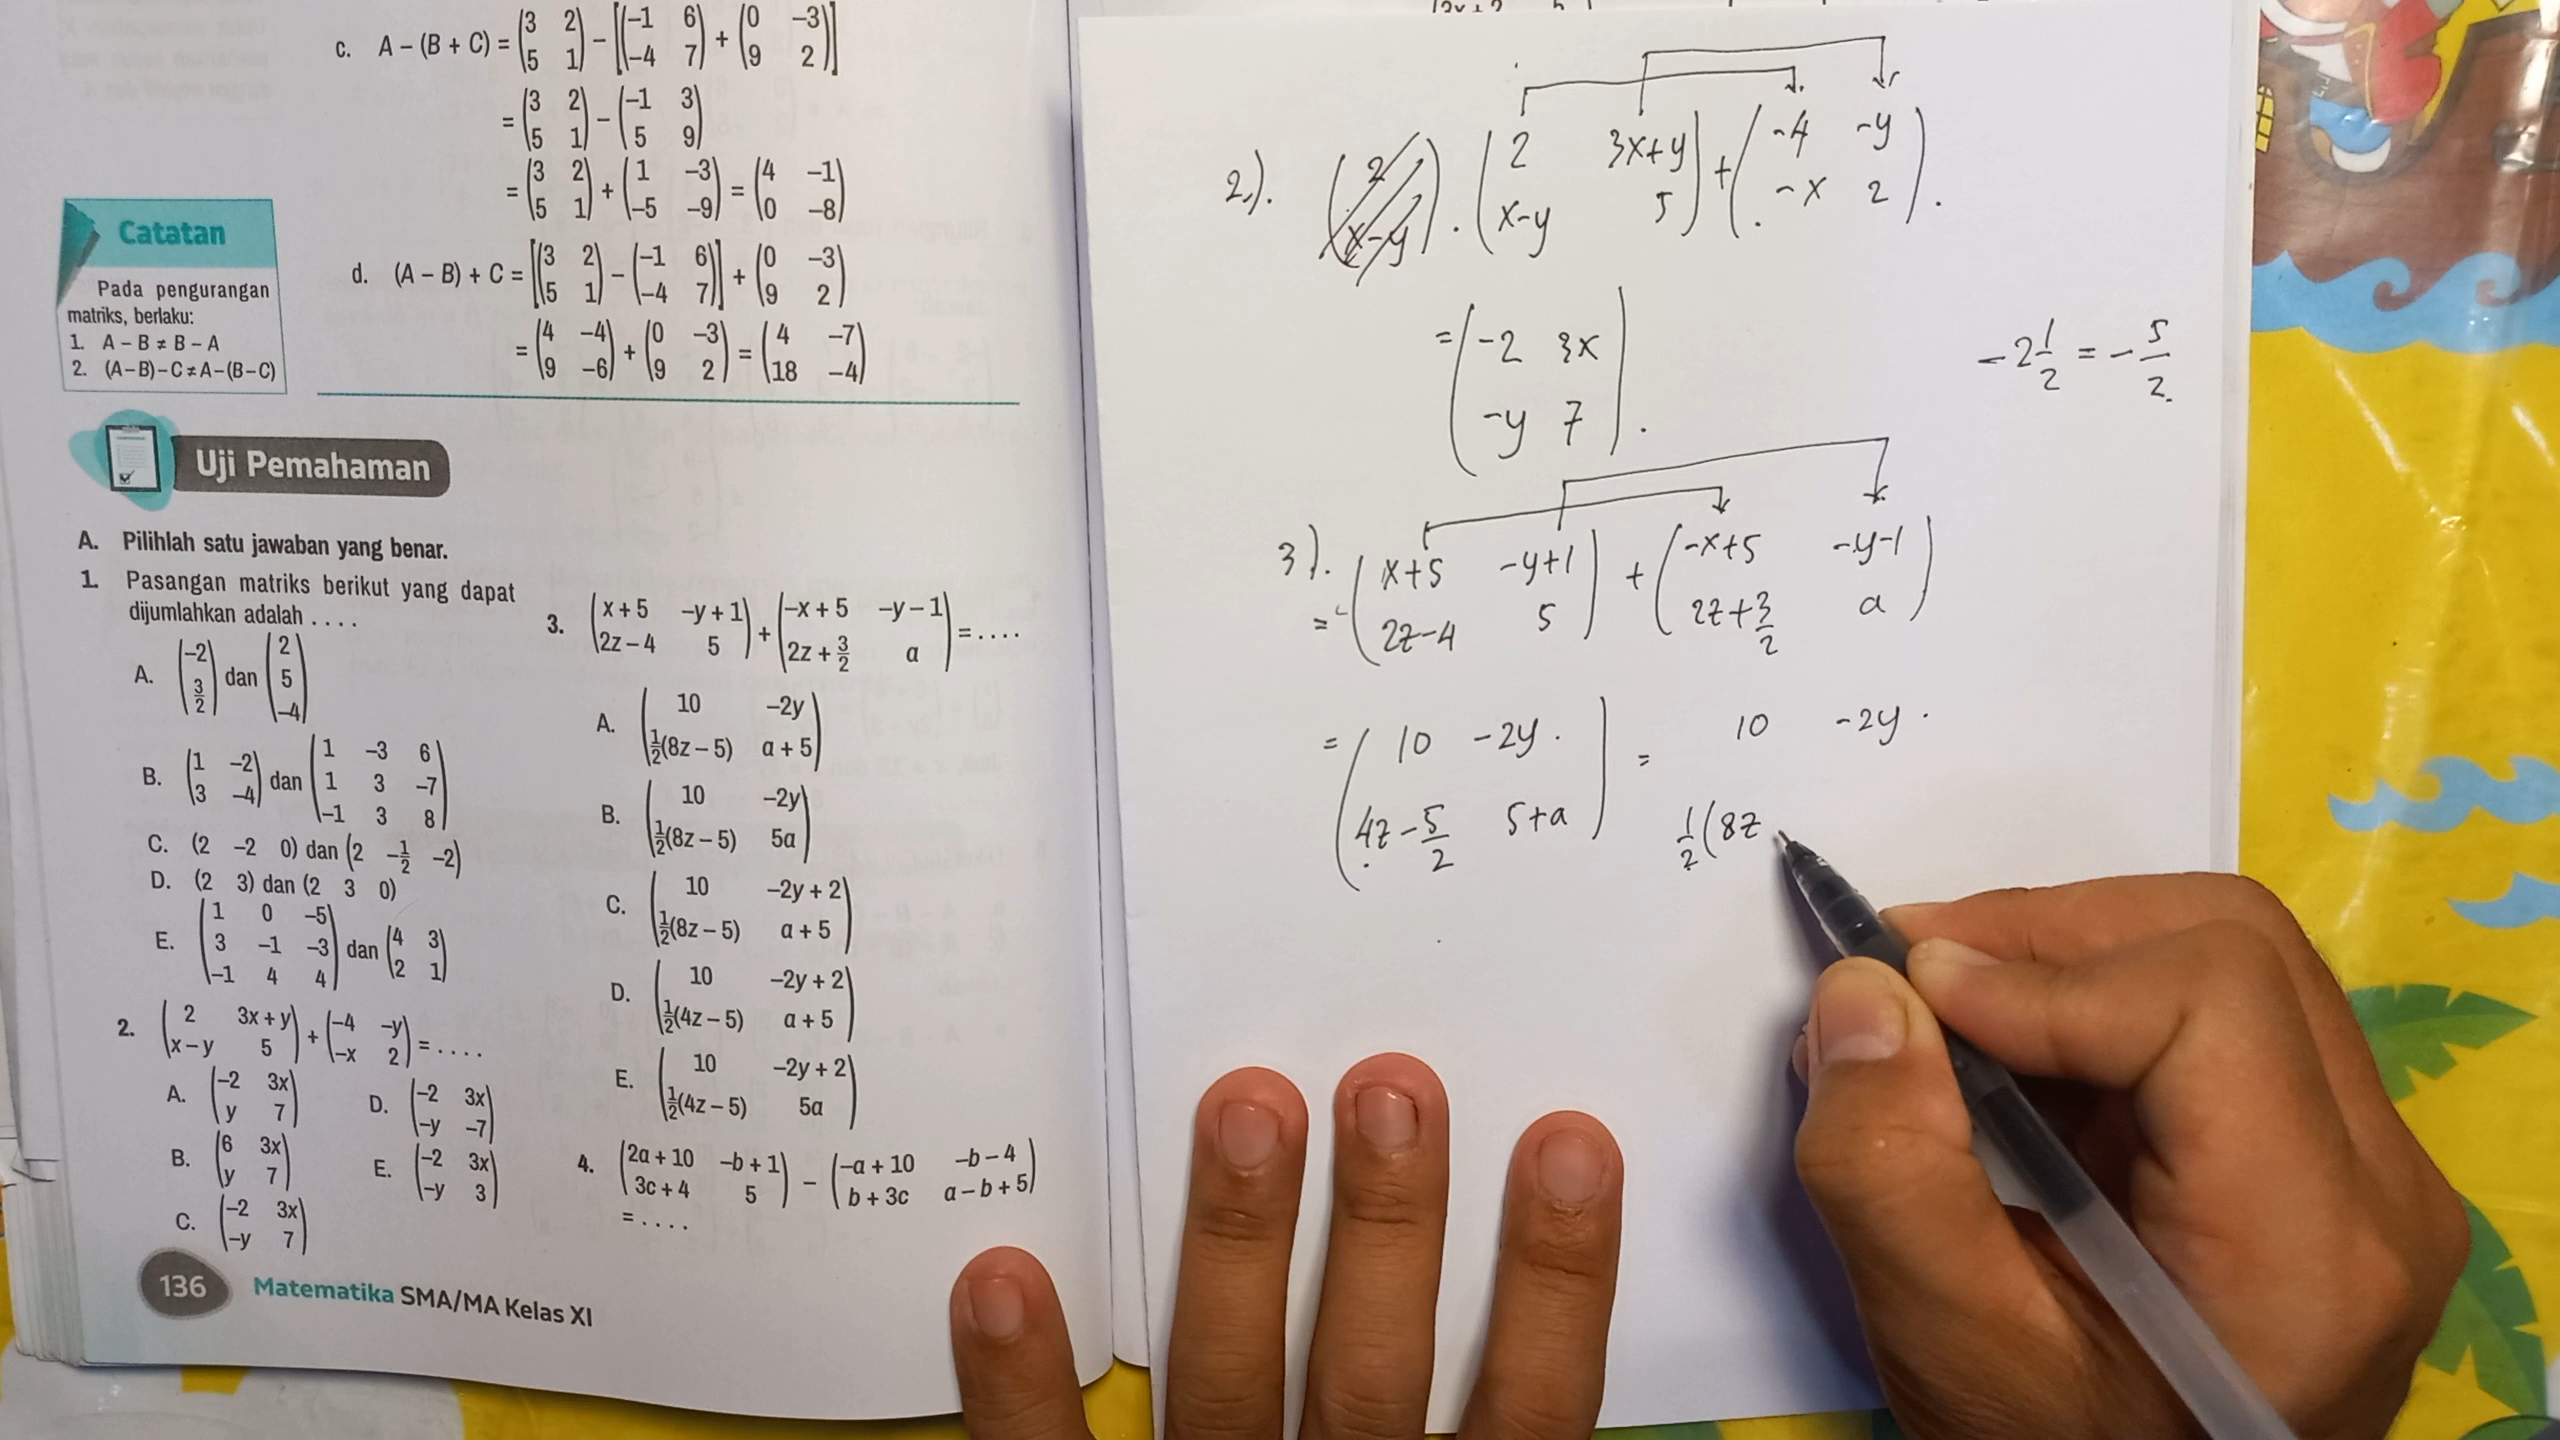 c. A – (B + C) = (3 2) – [(–1 6) + (0 –3)]
(5 1) [(–4 7) (9 2)]
= (3 2) – (–1 3)
(5 1) (5 9)
= (3 2) + (1 –3) = (4 –1)
(5 1) (–5 –9) (0 –8)
d. (A – B) + C = [(3 2) – (–1 6)] + (0 –3)
[(5 1) (–4 7)] (9 2)
= (4 –4) + (0 –3) = (4 –7)
(9 –6) (9 2) (18 –4)
Catatan
Pada pengurangan
matriks, berlaku:
1. A – B ≠ B – A
2. (A–B)–C≠A–(B–C)
Uji Pemahaman
A. Pilihlah satu jawaban yang benar.
1. Pasangan matriks berikut yang dapat
dijumlahkan adalah . . . .
A. (–2) dan (2)
(3/2) (5)
(–4)
B. (1 –2) dan (1 –3 6)
(3 –4) (1 3 –7)
(–1 3 8)
C. (2 –2 0) dan (2 –1/2 –2)
D. (2 3) dan (2 3 0)
E. (1 0 –5) dan (4 3)
(3 –1 –3) (2 1)
(–1 4 4)
2. (2 3x + y) + (–4 –y) = . . . .
(x – y 5) (–x 2)
A. (–2 3x)
(y 7)
B. (6 3x)
(y 7)
C. (–2 3x)
(–y 7)
D. (–2 3x)
(–y –7)
E. (–2 3x)
(–y 3)
3. (x + 5 –y + 1) + (–x + 5 –y – 1) = . . . .
(2z – 4 5) (2z + 3/2 a)
A. (10 –2y)
(1/2(8z – 5) a + 5)
B. (10 –2y)
(1/2(8z – 5) 5a)
C. (10 –2y + 2)
(1/2(8z – 5) a + 5)
D. (10 –2y + 2)
(1/2(4z – 5) a + 5)
E. (10 –2y + 2)
(1/2(4z – 5) 5a)
4. (2a + 10 –b + 1) – (–a + 10 –b – 4)
(3c + 4 5) (b + 3c a – b + 5)
= . . . .
136 Matematika SMA/MA Kelas XI
2). (2 3x+y) + (-4 -y)
(x-y 5) (-x 2).
= (-2 3x)
(-y 7).
-2 1/2 = -5/2
3). (x+5 -y+1) + (-x+5 -y-1)
= (2z-4 5) (2z+3/2 a)
= (10 -2y.) = 10 -2y.
(4z-5/2 5+a) 1/2(8z